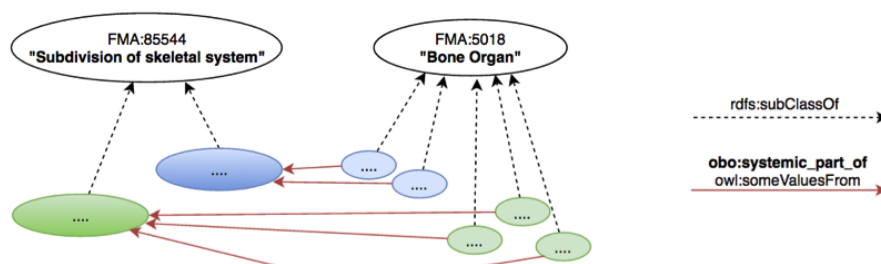 FMA:85544
"Subdivision of skeletal system"
FMA:5018
"Bone Organ"
rdfs:subClassOf
....
....
....
obo:systemic_part_of
owl:someValuesFrom
....
....
....
....